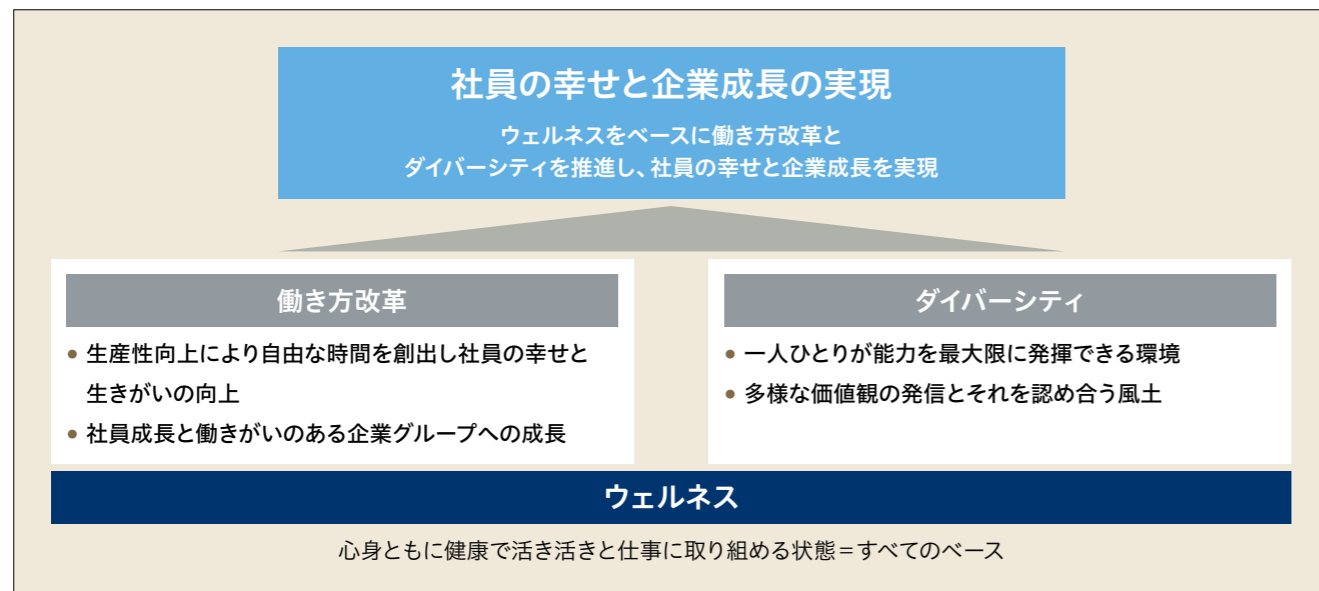 社員の幸せと企業成長の実現
ウェルネスをベースに働き方改革と
ダイバーシティを推進し、社員の幸せと企業成長を実現
働き方改革
• 生産性向上により自由な時間を創出し社員の幸せと
生きがいの向上
• 社員成長と働きがいのある企業グループへの成長
ダイバーシティ
• 一人ひとりが能力を最大限に発揮できる環境
• 多様な価値観の発信とそれを認め合う風土
ウェルネス
心身ともに健康で活き活きと仕事に取り組める状態=すべてのベース